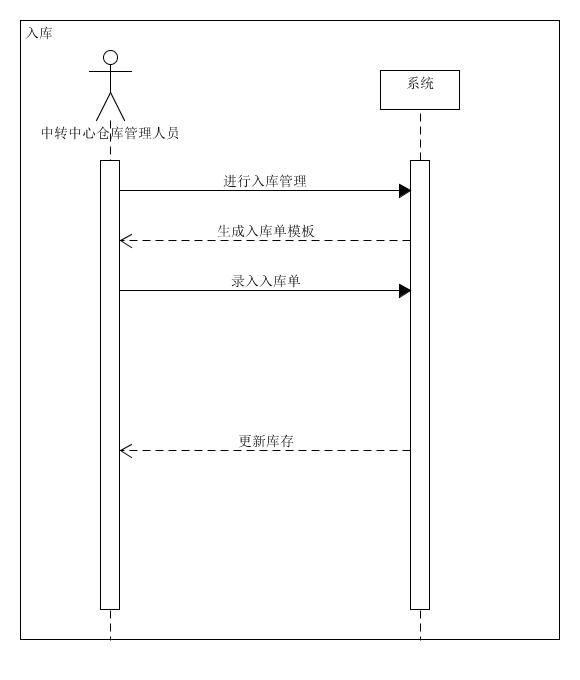 入库
系统
中转中心仓库管理人员
进行入库管理
生成入库单模板
录入入库单
更新库存